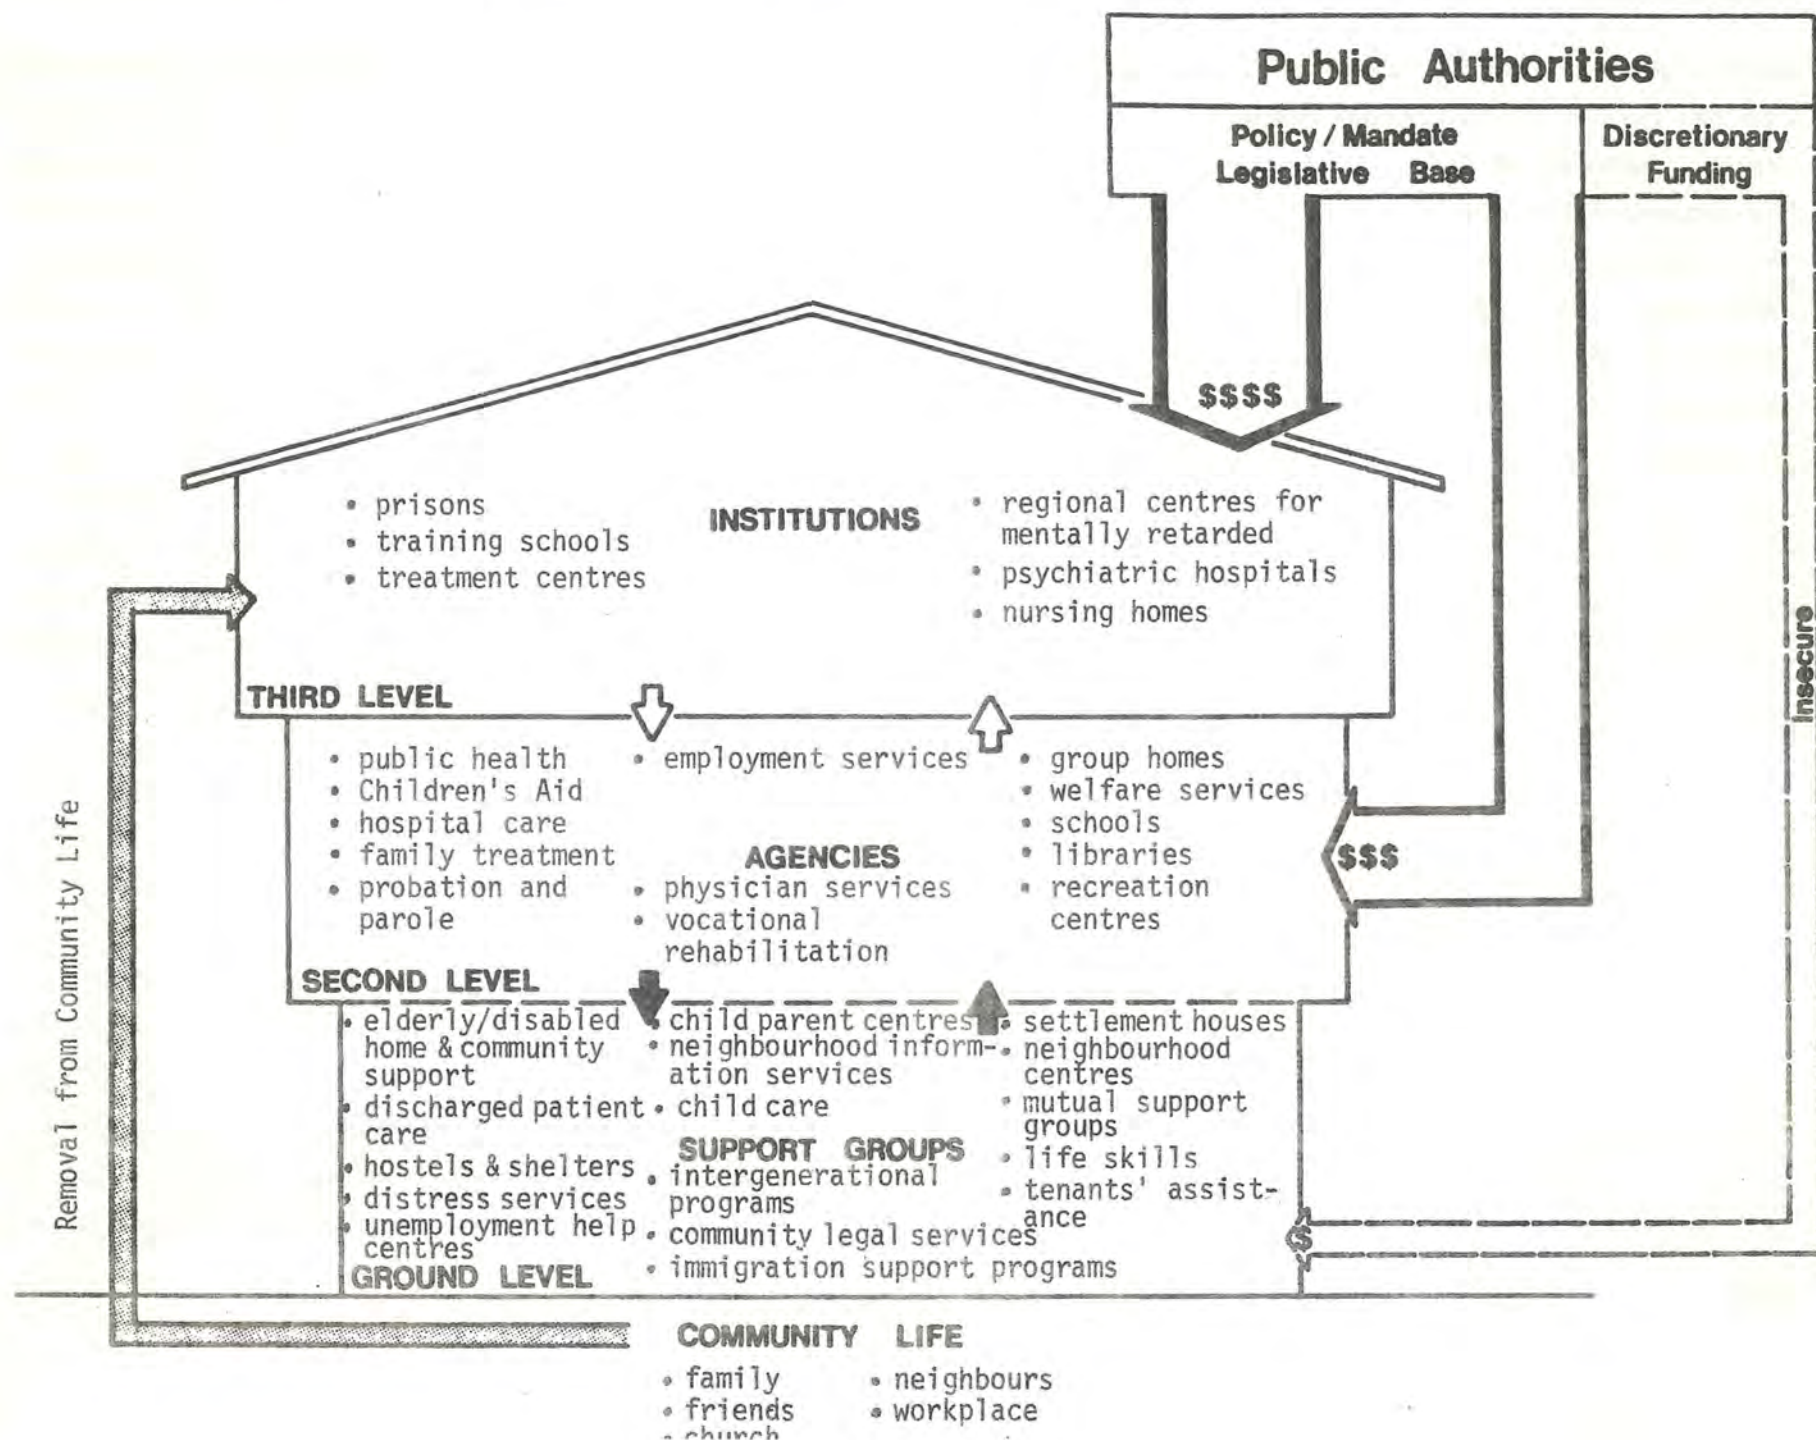 Public Authorities
Policy / Mandate
Legislative Base
Discretionary
Funding
$$$$
Insecure
INSTITUTIONS
• prisons
• training schools
• treatment centres
• regional centres for
mentally retarded
• psychiatric hospitals
• nursing homes
THIRD LEVEL
• public health
• Children's Aid
• hospital care
• family treatment
• probation and
parole
• employment services
AGENCIES
• physician services
• vocational
rehabilitation
• group homes
• welfare services
• schools
• libraries
• recreation
centres
$$$
SECOND LEVEL
• elderly/disabled
home & community
support
• discharged patient
care
• hostels & shelters
• distress services
• unemployment help
centres
• child parent centres
• neighbourhood inform-
ation services
• child care
SUPPORT GROUPS
• intergenerational
programs
• community legal services
• immigration support programs
• settlement houses
• neighbourhood
centres
• mutual support
groups
• life skills
• tenants' assist-
ance
$
GROUND LEVEL
Removal from Community Life
COMMUNITY LIFE
• family
• friends
• church
• neighbours
• workplace